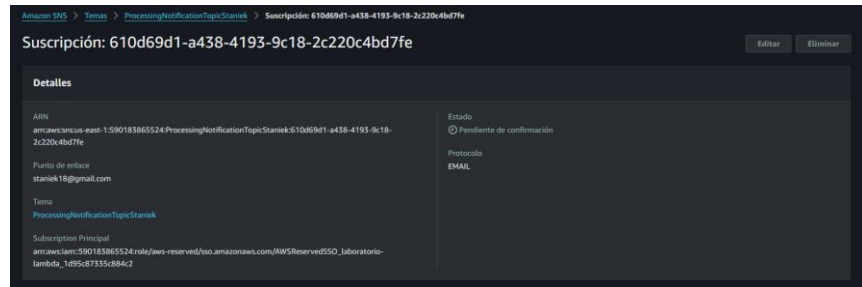 Amazon SNS > Temas > ProcessingNotificationTopicStaniek > Suscripción: 610d69d1-a438-4193-9c18-2c220c4bd7fe
Suscripción: 610d69d1-a438-4193-9c18-2c220c4bd7fe
Editar
Eliminar
Detalles
ARN
arn:aws:sns:us-east-1:590183865524:ProcessingNotificationTopicStaniek:610d69d1-a438-4193-9c18-
2c220c4bd7fe
Punto de enlace
staniek18@gmail.com
Tema
ProcessingNotificationTopicStaniek
Subscription Principal
arn:aws:iam::590183865524:role/aws-reserved/sso.amazonaws.com/AWSReservedSSO_laboratorio-
lambda_1d95c87335c884c2
Estado
Pendiente de confirmación
Protocolo
EMAIL